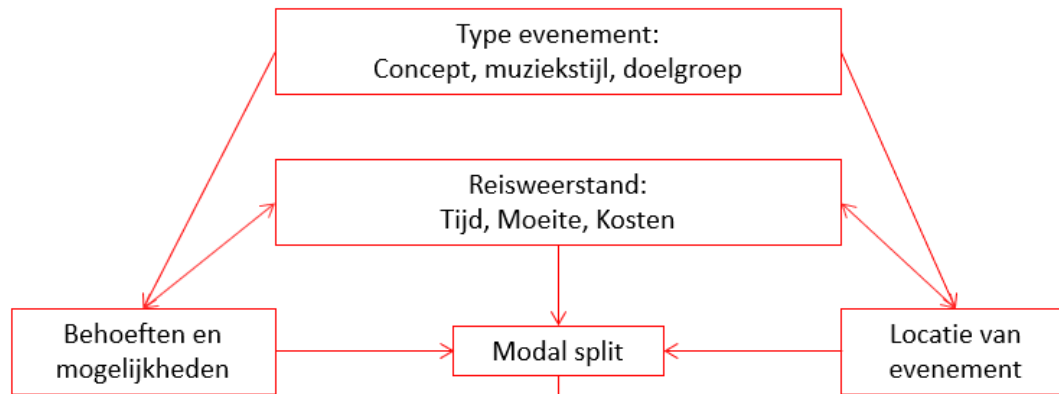 Type evenement:
Concept, muziekstijl, doelgroep
Reisweerstand:
Tijd, Moeite, Kosten
Behoeften en
mogelijkheden
Modal split
Locatie van
evenement